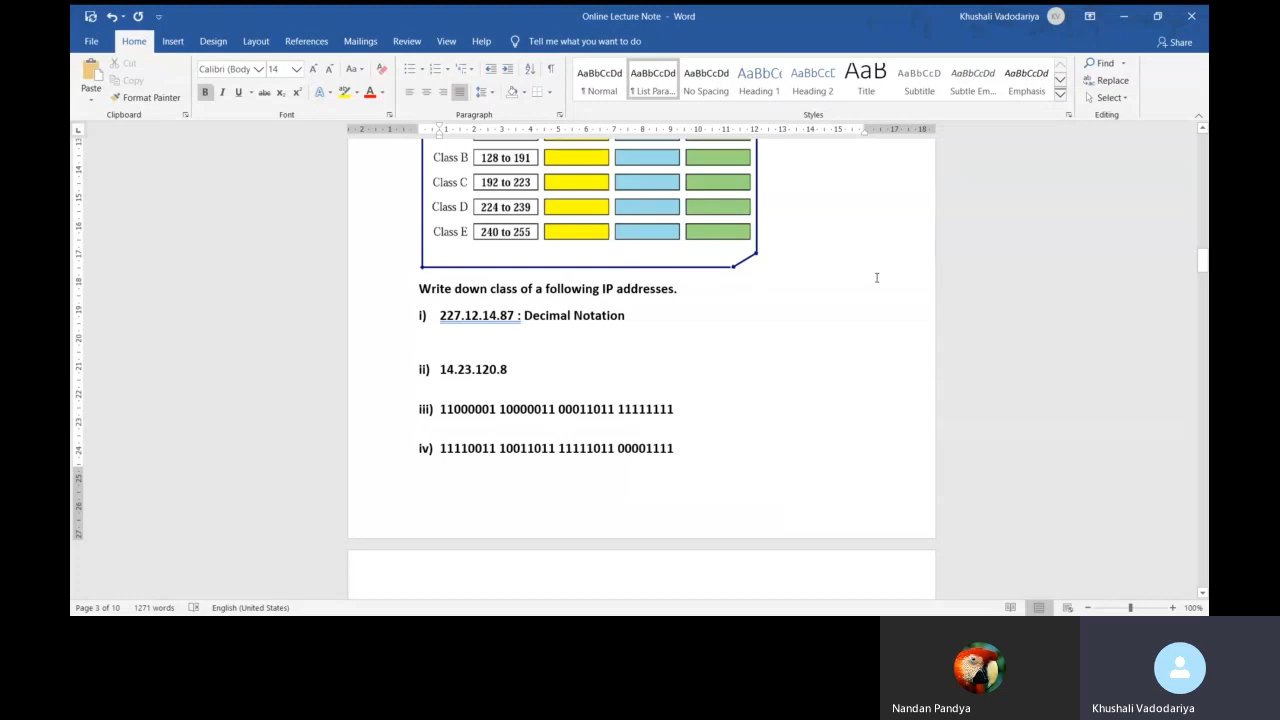 Online Lecture Note - Word
Khushali Vadodariya KV
File Home Insert Design Layout References Mailings Review View Help Tell me what you want to do Share
Paste Cut Copy Format Painter
Clipboard
Calibri (Body 14
Font
Paragraph
AaBbCcDd AaBbCcDd AaBbCcDd AaBbCc AaBbCcE AaB AaBbCcD AaBbCcDd AaBbCcDd
¶ Normal ¶ List Para... No Spacing Heading 1 Heading 2 Title Subtitle Subtle Em... Emphasis
Styles
Find
Replace
Select
Editing
Class B 128 to 191
Class C 192 to 223
Class D 224 to 239
Class E 240 to 255
Write down class of a following IP addresses.
i) 227.12.14.87 : Decimal Notation
ii) 14.23.120.8
iii) 11000001 10000011 00011011 11111111
iv) 11110011 10011011 11111011 00001111
Page 3 of 10 1271 words English (United States) 100%
Nandan Pandya
Khushali Vadodariya